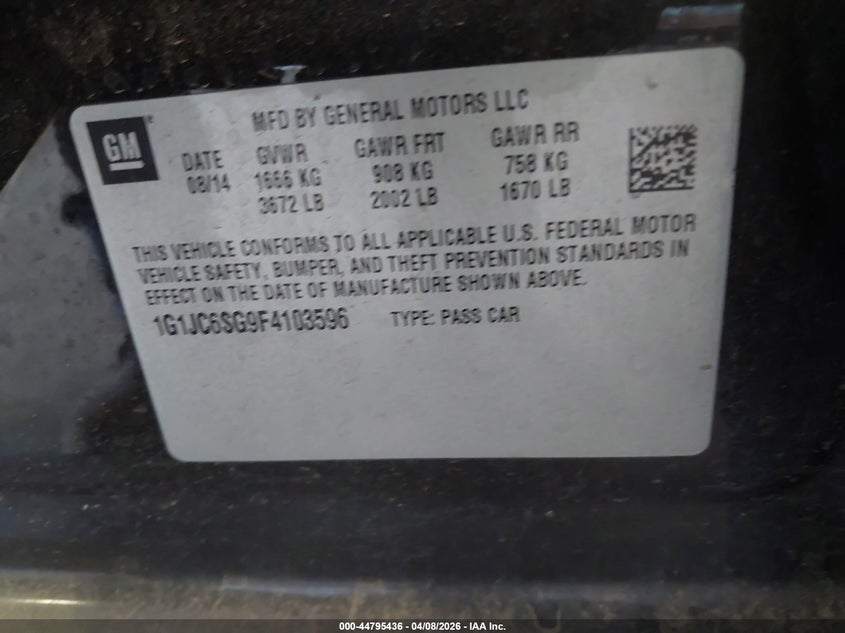 GM
MFD BY GENERAL MOTORS LLC
DATE GVWR GAWR FRT GAWR RR
08/14 1666 KG 908 KG 758 KG
3672 LB 2002 LB 1670 LB
THIS VEHICLE CONFORMS TO ALL APPLICABLE U.S. FEDERAL MOTOR
VEHICLE SAFETY, BUMPER, AND THEFT PREVENTION STANDARDS IN
EFFECT ON THE DATE OF MANUFACTURE SHOWN ABOVE.
1G1JC6SG9F4103596 TYPE: PASS CAR
000-44795436 - 04/08/2026 - IAA Inc.